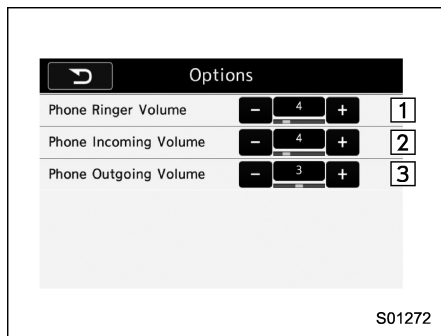 Options
Phone Ringer Volume - 4 + 1
Phone Incoming Volume - 4 + 2
Phone Outgoing Volume - 3 + 3
S01272